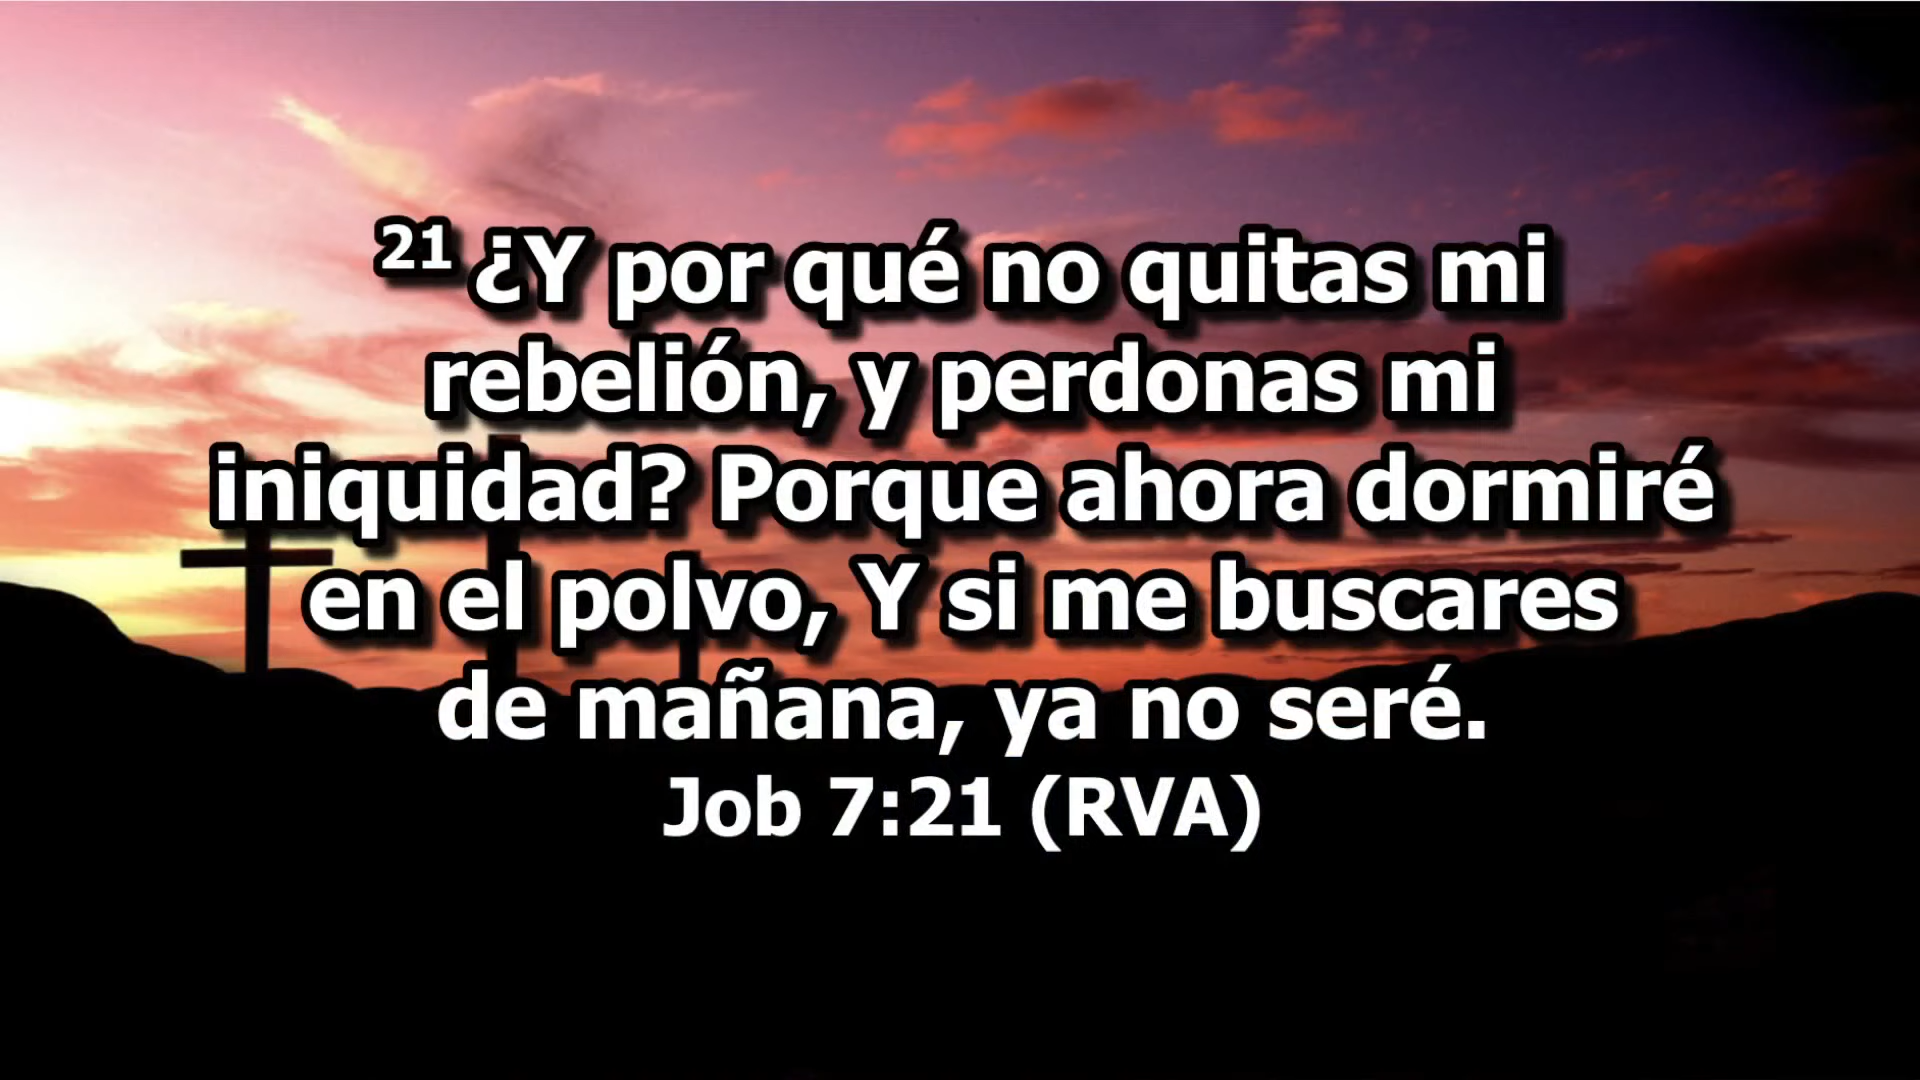 21 ¿Y por qué no quitas mi
rebelión, y perdonas mi
iniquidad? Porque ahora dormiré
en el polvo, Y si me buscares
de mañana, ya no seré.
Job 7:21 (RVA)